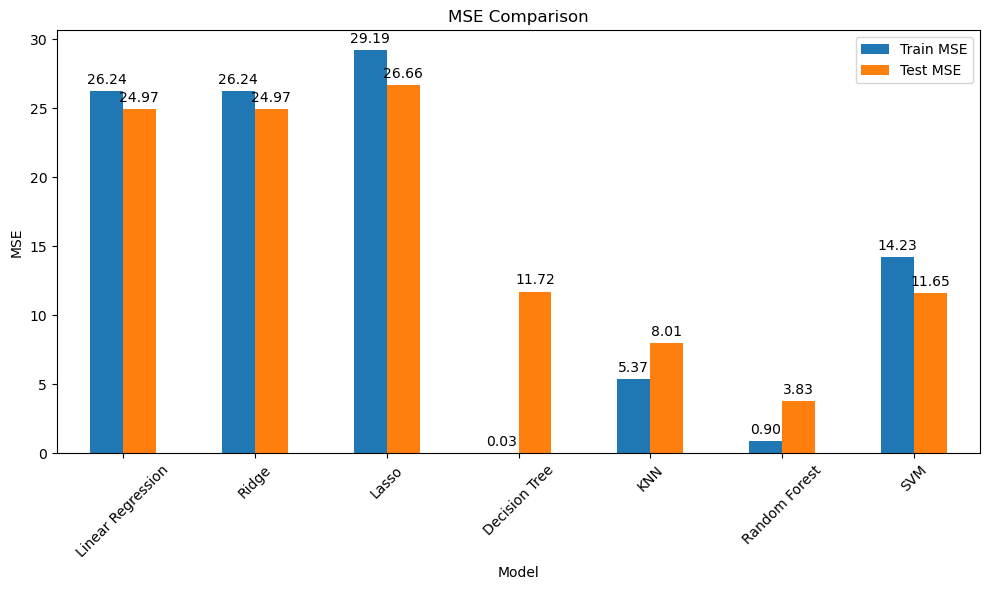 MSE Comparison
Train MSE
Test MSE
MSE
30
25
20
15
10
5
0
26.24
24.97
26.24
24.97
29.19
26.66
0.03
11.72
5.37
8.01
0.90
3.83
14.23
11.65
Linear Regression
Ridge
Lasso
Decision Tree
KNN
Random Forest
SVM
Model